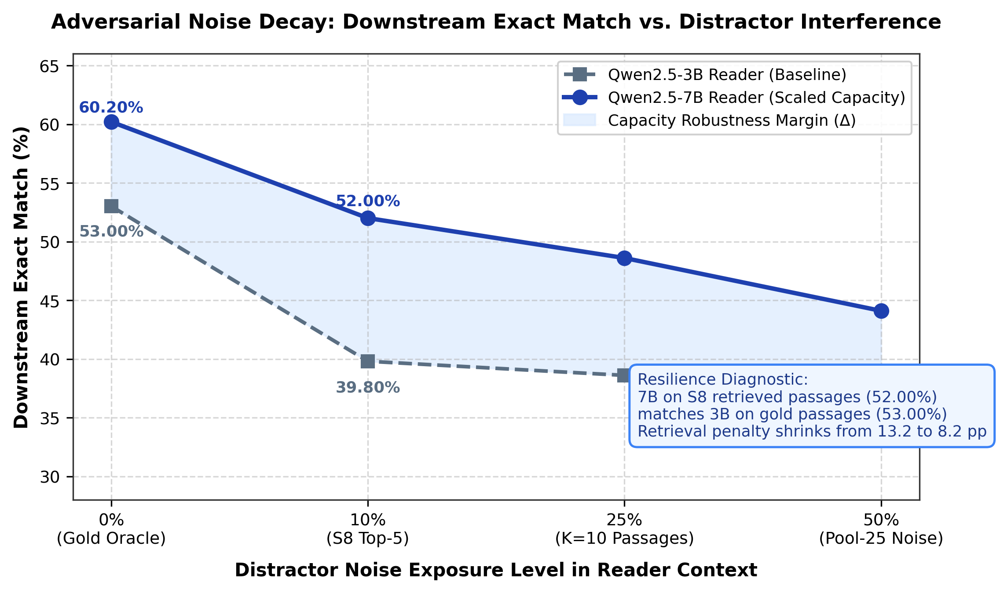 Adversarial Noise Decay: Downstream Exact Match vs. Distractor Interference
Downstream Exact Match (%)
65
60
55
50
45
40
35
30
Qwen2.5-3B Reader (Baseline)
Qwen2.5-7B Reader (Scaled Capacity)
Capacity Robustness Margin (Δ)
60.20%
52.00%
53.00%
39.80%
Resilience Diagnostic:
7B on S8 retrieved passages (52.00%)
matches 3B on gold passages (53.00%)
Retrieval penalty shrinks from 13.2 to 8.2 pp
0%
(Gold Oracle)
10%
(S8 Top-5)
25%
(K=10 Passages)
50%
(Pool-25 Noise)
Distractor Noise Exposure Level in Reader Context